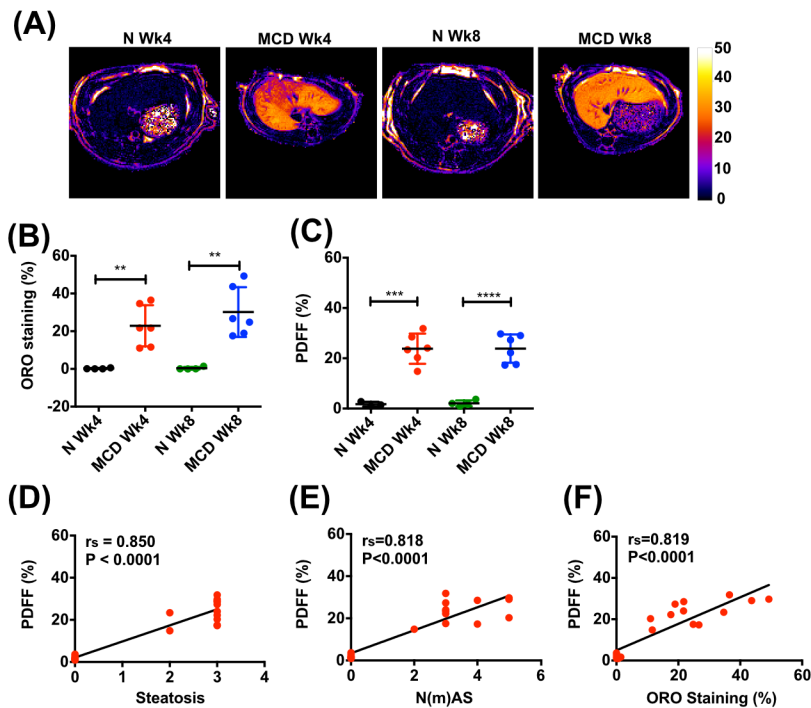 (A)
N Wk4
MCD Wk4
N Wk8
MCD Wk8
50
40
30
20
10
0
(B)
ORO staining (%)
60
40
20
0
-20
**
**
N Wk4
MCD Wk4
N Wk8
MCD Wk8
(C)
PDFF (%)
60
40
20
0
***
****
N Wk4
MCD Wk4
N Wk8
MCD Wk8
(D)
PDFF (%)
60
40
20
0
rs = 0.850
P < 0.0001
0 1 2 3 4
Steatosis
(E)
PDFF (%)
60
40
20
0
rs=0.818
P<0.0001
0 2 4 6
N(m)AS
(F)
PDFF (%)
60
40
20
0
rs=0.819
P<0.0001
0 20 40 60
ORO Staining (%)